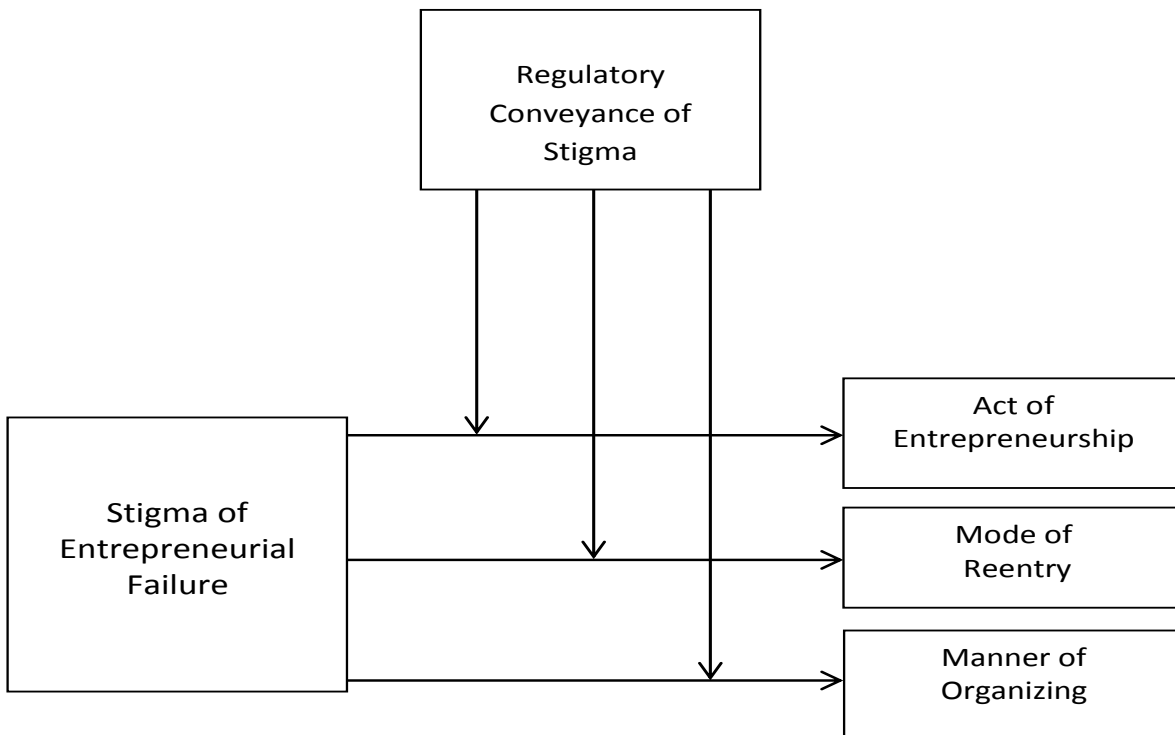 Regulatory
Conveyance of
Stigma
Act of
Entrepreneurship
Stigma of
Entrepreneurial
Failure
Mode of
Reentry
Manner of
Organizing